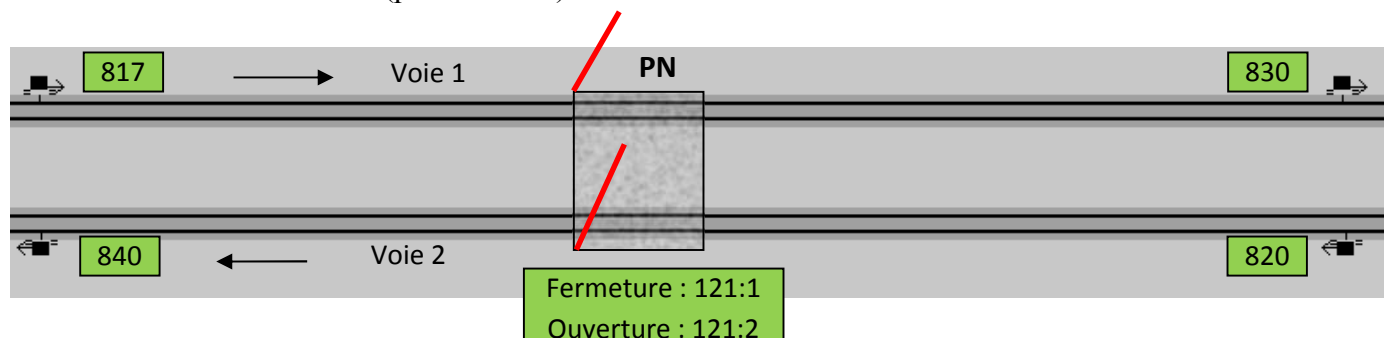 817
Voie 1
PN
830
840
Voie 2
820
Fermeture : 121:1
Ouverture : 121:2